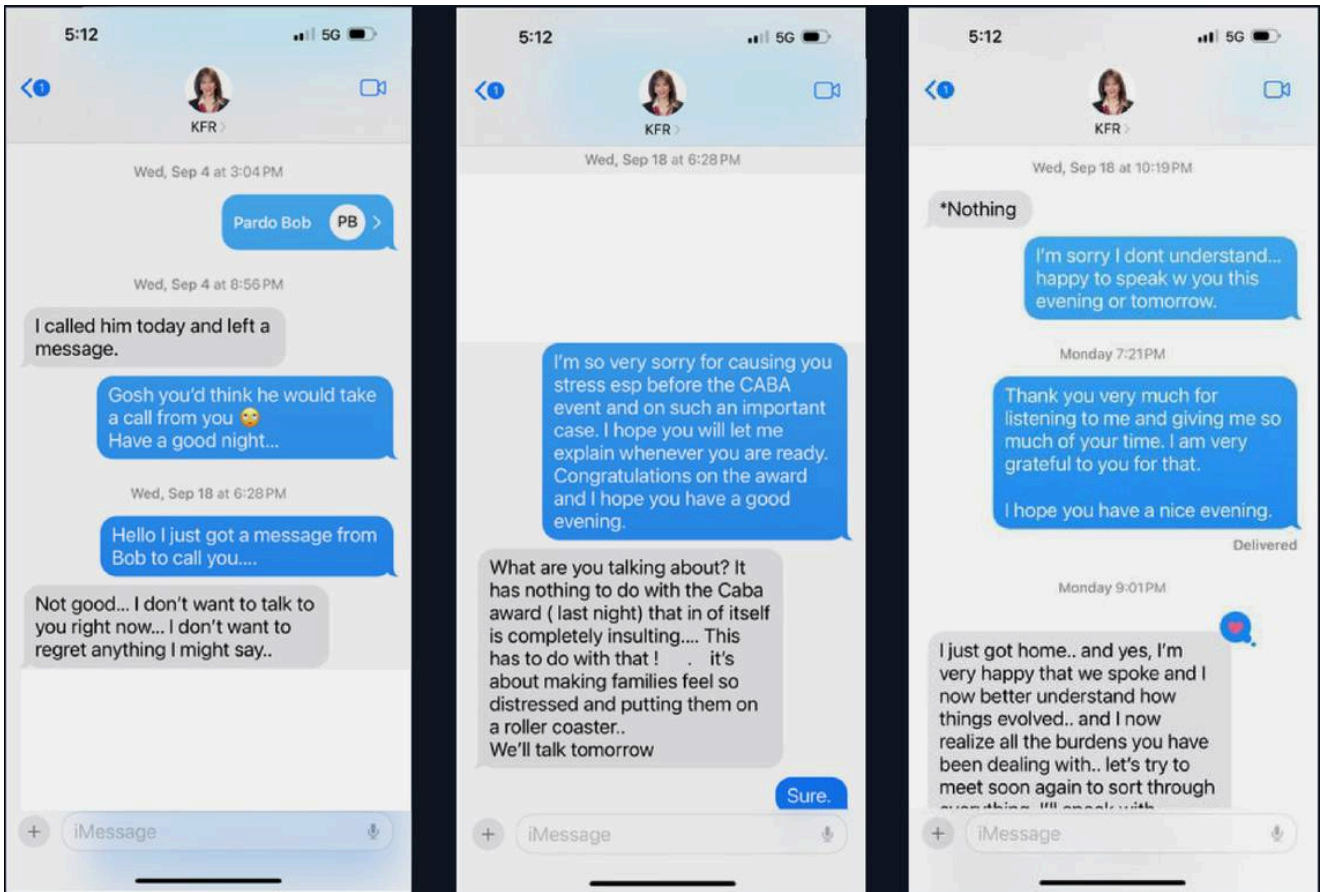 5:12
5G
1
KFR
Wed, Sep 4 at 3:04 PM
Pardo Bob PB
Wed, Sep 4 at 8:56 PM
I called him today and left a
message.
Gosh you'd think he would take
a call from you 🙄
Have a good night...
Wed, Sep 18 at 6:28 PM
Hello I just got a message from
Bob to call you....
Not good... I don't want to talk to
you right now... I don't want to
regret anything I might say..
iMessage
5:12
5G
1
KFR
Wed, Sep 18 at 6:28 PM
I'm so very sorry for causing you
stress esp before the CABA
event and on such an important
case. I hope you will let me
explain whenever you are ready.
Congratulations on the award
and I hope you have a good
evening.
What are you talking about? It
has nothing to do with the Caba
award ( last night) that in of itself
is completely insulting.... This
has to do with that ! . it's
about making families feel so
distressed and putting them on
a roller coaster..
We'll talk tomorrow
Sure.
iMessage
5:12
5G
1
KFR
Wed, Sep 18 at 10:19 PM
*Nothing
I'm sorry I dont understand...
happy to speak w you this
evening or tomorrow.
Monday 7:21 PM
Thank you very much for
listening to me and giving me so
much of your time. I am very
grateful to you for that.
I hope you have a nice evening.
Delivered
Monday 9:01 PM
I just got home.. and yes, I'm
very happy that we spoke and I
now better understand how
things evolved.. and I now
realize all the burdens you have
been dealing with.. let's try to
meet soon again to sort through
iMessage